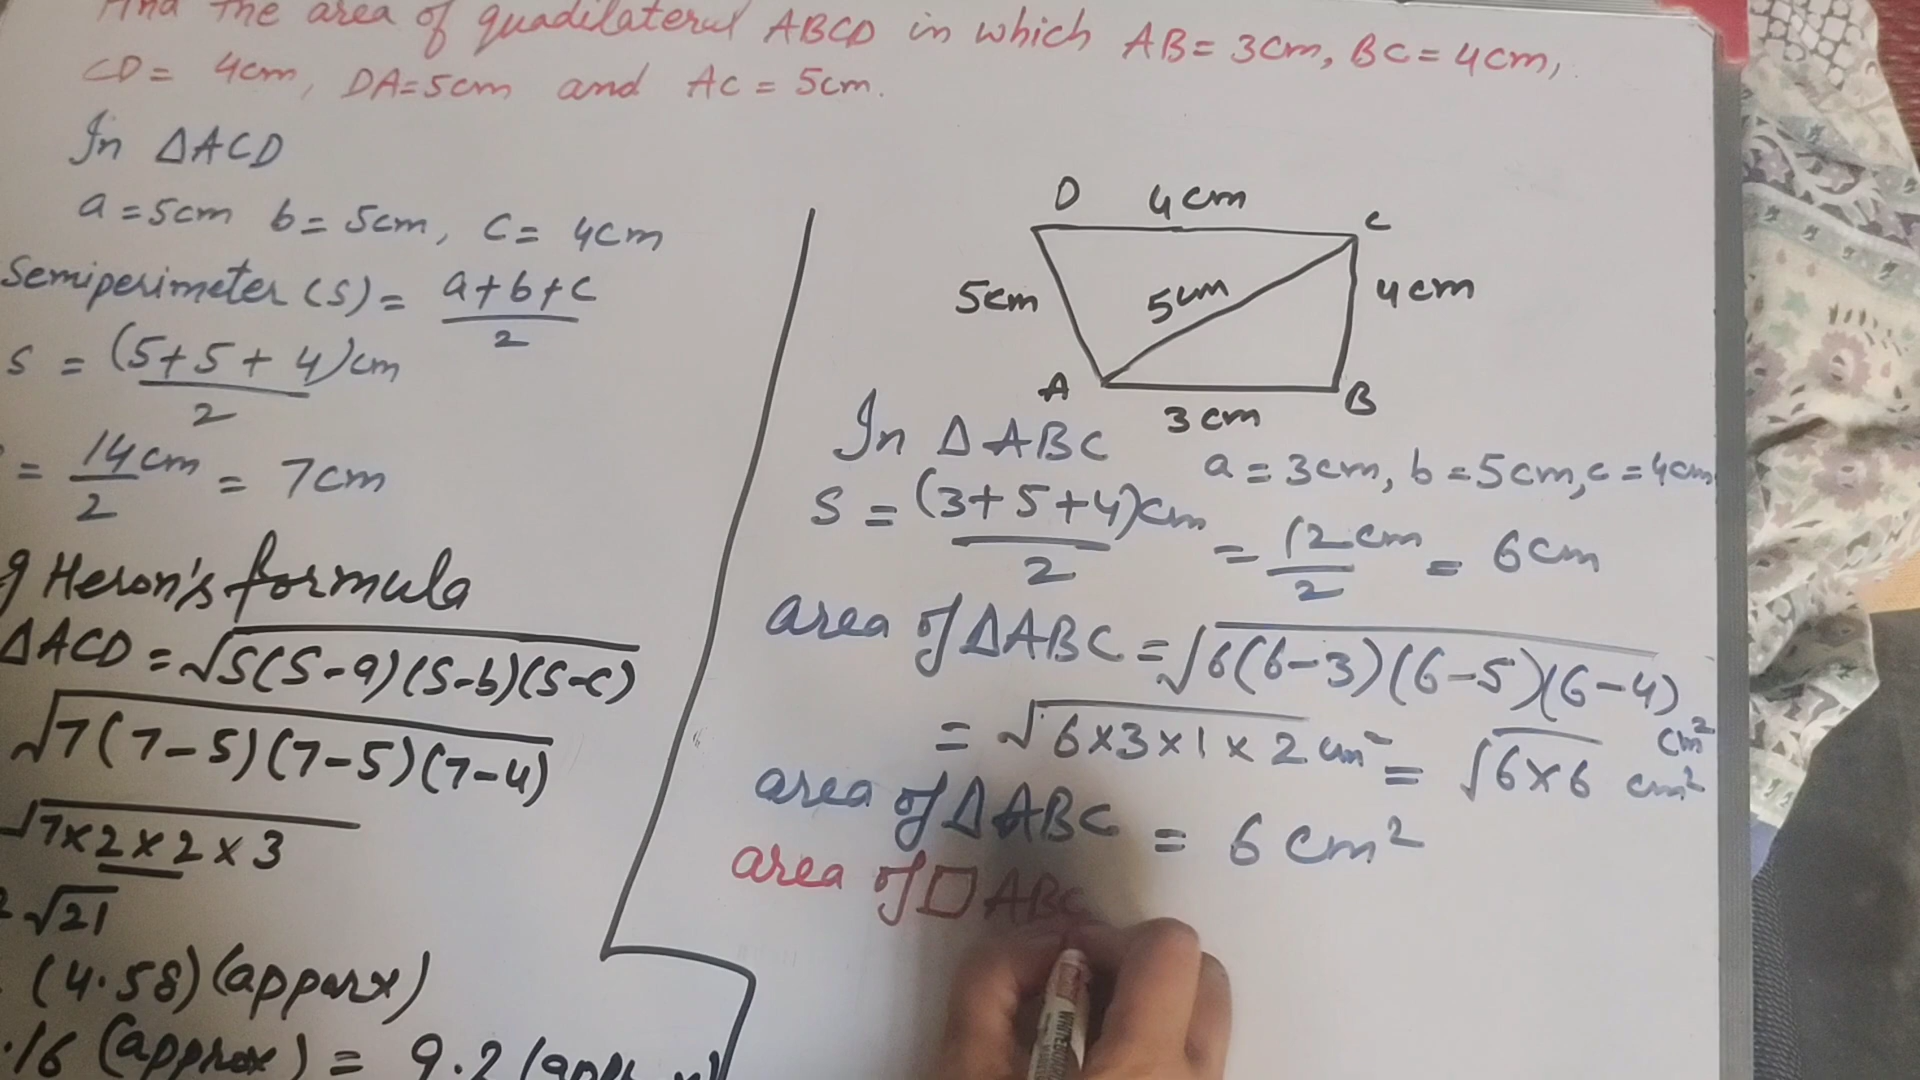 Find the area of quadilaterul ABCD in which AB = 3cm, BC = 4cm,
CD = 4cm, DA=5cm and AC = 5cm.
In ΔACD
a = 5cm b = 5cm, c = 4cm
Semiperimeter (S) = a+b+c/2
S = (5+5+4)cm/2
= 14cm/2 = 7cm
g Heron's formula
ΔACD = √S(S-a)(S-b)(S-c)
√7(7-5)(7-5)(7-4)
√7×2×2×3
2√21
(4.58)(apparx)
.16 (approx) = 9.2
D 4cm C
5cm 5cm 4cm
A 3cm B
In ΔABC
a = 3cm, b = 5cm, c = 4cm
S = (3+5+4)cm/2 = 12cm/2 = 6cm
area of ΔABC = √6(6-3)(6-5)(6-4) cm²
= √6×3×1×2 cm² = √6×6 cm²
area of ΔABC = 6 cm²
area of □ ABC